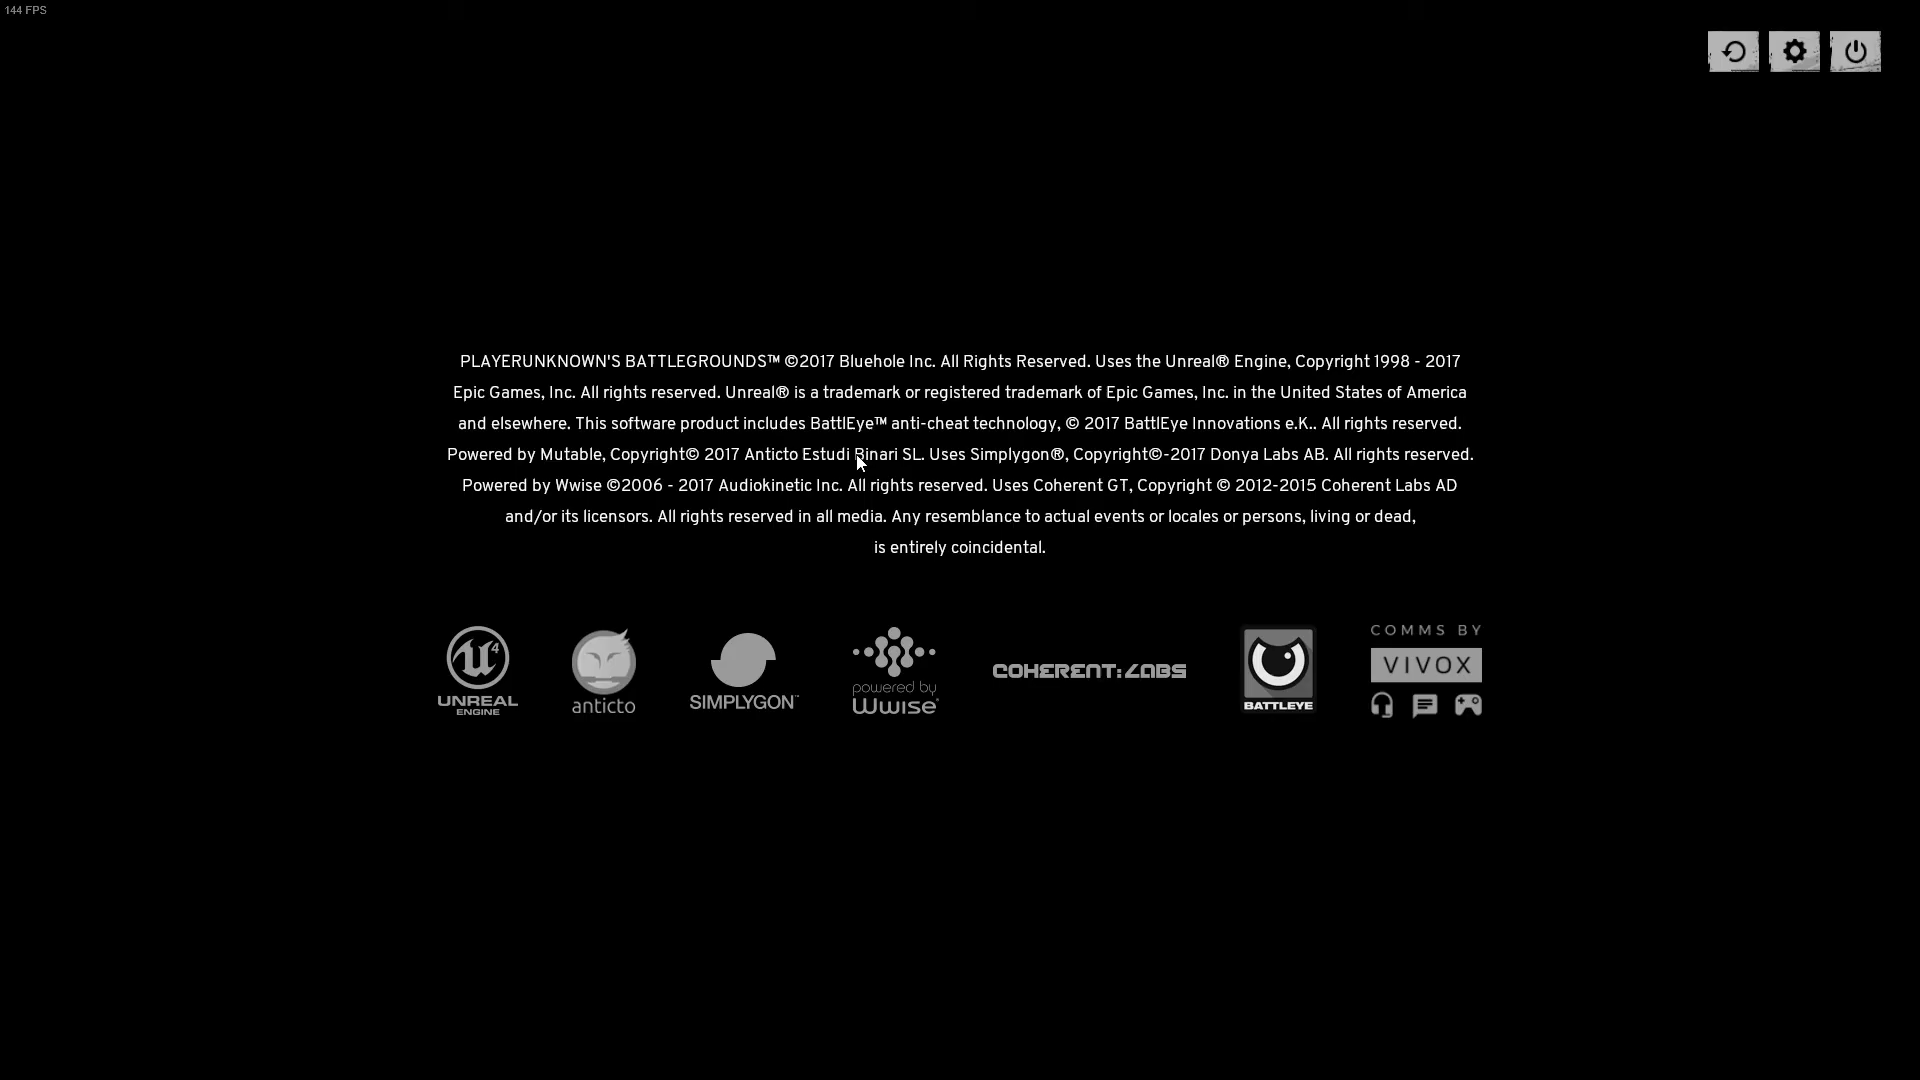 144 FPS
PLAYERUNKNOWN'S BATTLEGROUNDS™ ©2017 Bluehole Inc. All Rights Reserved. Uses the Unreal® Engine, Copyright 1998 - 2017
Epic Games, Inc. All rights reserved. Unreal® is a trademark or registered trademark of Epic Games, Inc. in the United States of America
and elsewhere. This software product includes BattlEye™ anti-cheat technology, © 2017 BattlEye Innovations e.K.. All rights reserved.
Powered by Mutable, Copyright© 2017 Anticto Estudi Binari SL. Uses Simplygon®, Copyright©-2017 Donya Labs AB. All rights reserved.
Powered by Wwise ©2006 - 2017 Audiokinetic Inc. All rights reserved. Uses Coherent GT, Copyright © 2012-2015 Coherent Labs AD
and/or its licensors. All rights reserved in all media. Any resemblance to actual events or locales or persons, living or dead,
is entirely coincidental.
U4
UNREAL
ENGINE
anticto
SIMPLYGON™
powered by
Wwise®
COHERENT:LABS
BATTLEYE
COMMS BY
VIVOX